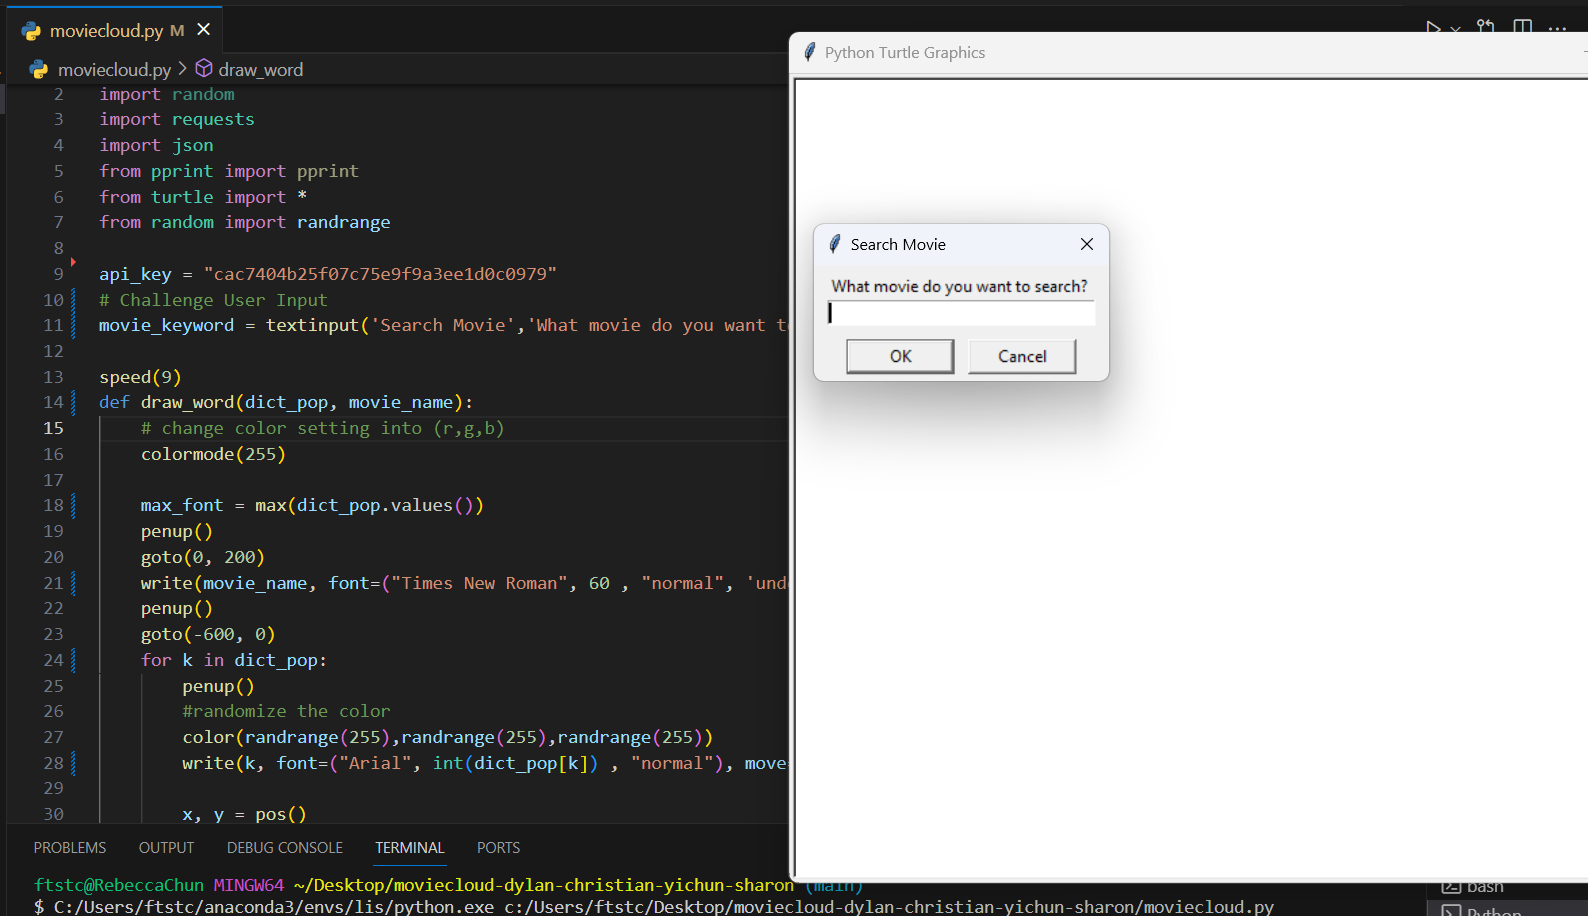 moviecloud.py M
moviecloud.py > draw_word
2 import random
3 import requests
4 import json
5 from pprint import pprint
6 from turtle import *
7 from random import randrange
8
9 api_key = "cac7404b25f07c75e9f9a3ee1d0c0979"
10 # Challenge User Input
11 movie_keyword = textinput('Search Movie','What movie do you want t
12
13 speed(9)
14 def draw_word(dict_pop, movie_name):
15 # change color setting into (r,g,b)
16 colormode(255)
17
18 max_font = max(dict_pop.values())
19 penup()
20 goto(0, 200)
21 write(movie_name, font=("Times New Roman", 60 , "normal", 'und
22 penup()
23 goto(-600, 0)
24 for k in dict_pop:
25 penup()
26 #randomize the color
27 color(randrange(255),randrange(255),randrange(255))
28 write(k, font=("Arial", int(dict_pop[k]) , "normal"), move
29
30 x, y = pos()
PROBLEMS OUTPUT DEBUG CONSOLE TERMINAL PORTS
ftstc@RebeccaChun MINGW64 ~/Desktop/moviecloud-dylan-christian-yichun-sharon (main)
$ C:/Users/ftstc/anaconda3/envs/lis/python.exe c:/Users/ftstc/Desktop/moviecloud-dylan-christian-yichun-sharon/moviecloud.py
Python Turtle Graphics
Search Movie
What movie do you want to search?
OK Cancel
bash
Python